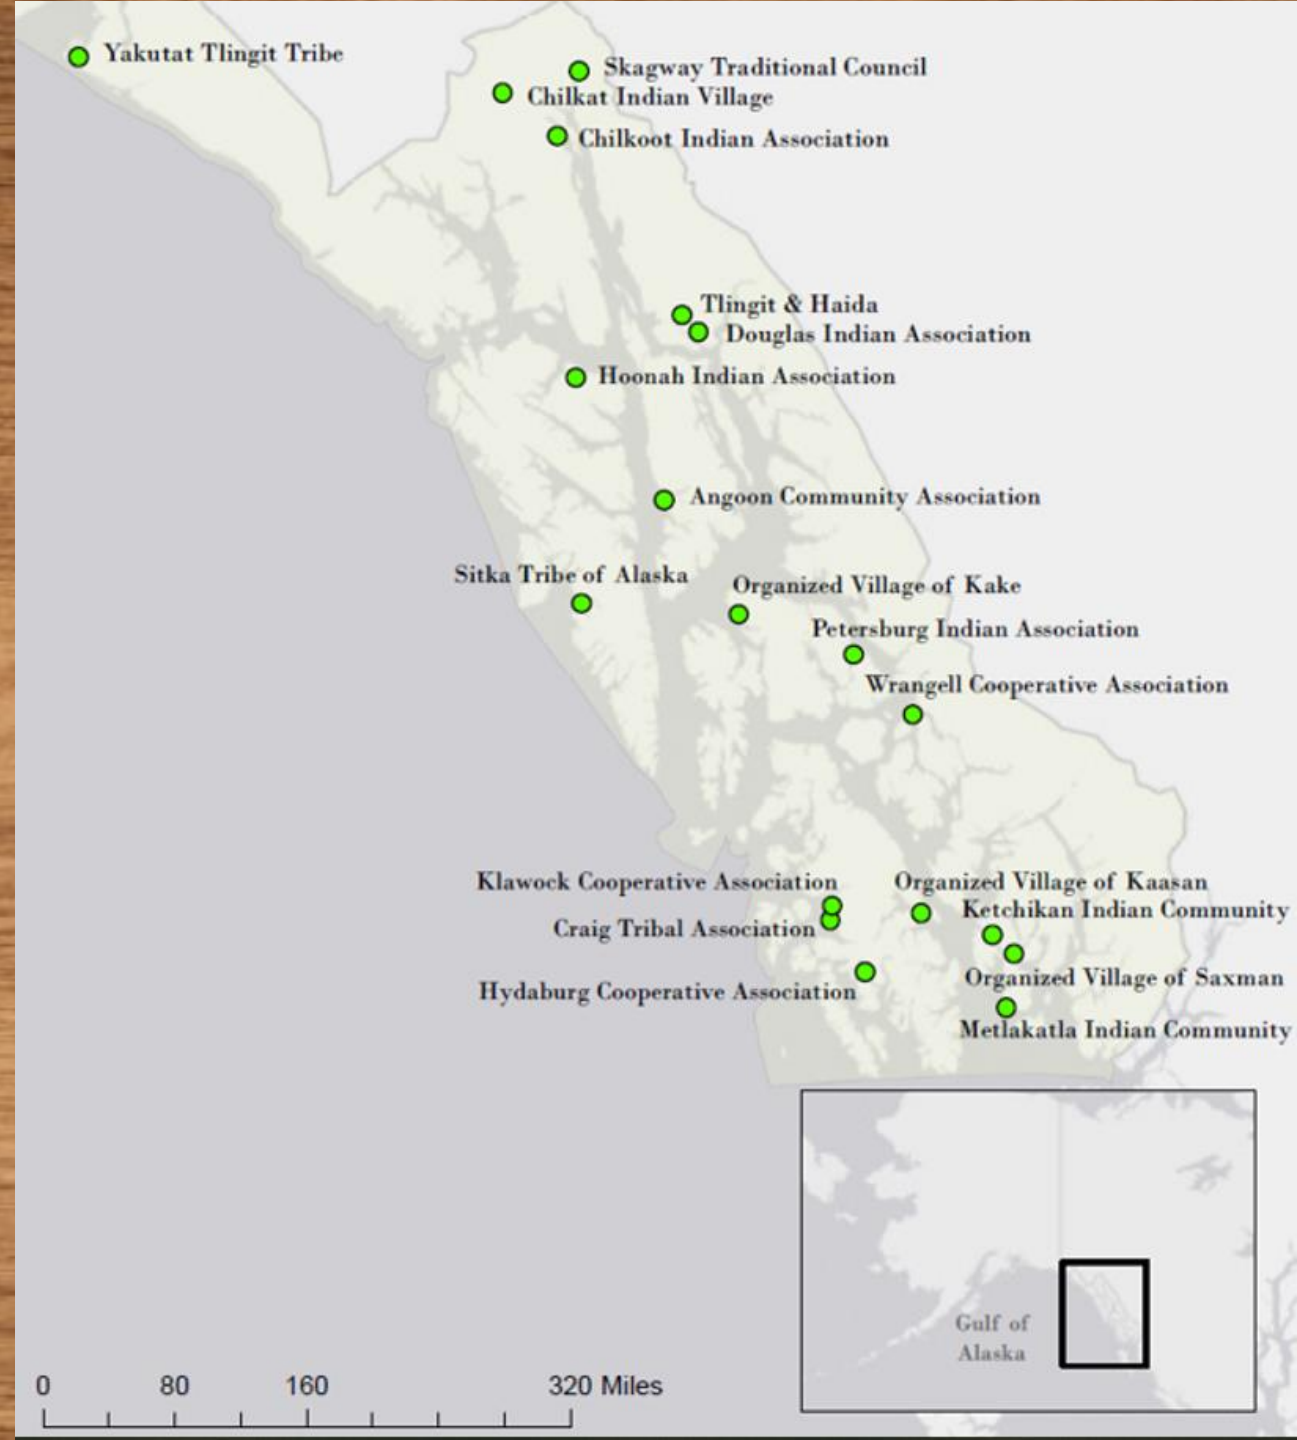 Yakutat Tlingit Tribe
Skagway Traditional Council
Chilkat Indian Village
Chilkoot Indian Association
Tlingit & Haida
Douglas Indian Association
Hoonah Indian Association
Angoon Community Association
Sitka Tribe of Alaska
Organized Village of Kake
Petersburg Indian Association
Wrangell Cooperative Association
Klawock Cooperative Association
Organized Village of Kaasan
Ketchikan Indian Community
Craig Tribal Association
Organized Village of Saxman
Hydaburg Cooperative Association
Metlakatla Indian Community
Gulf of
Alaska
0 80 160 320 Miles